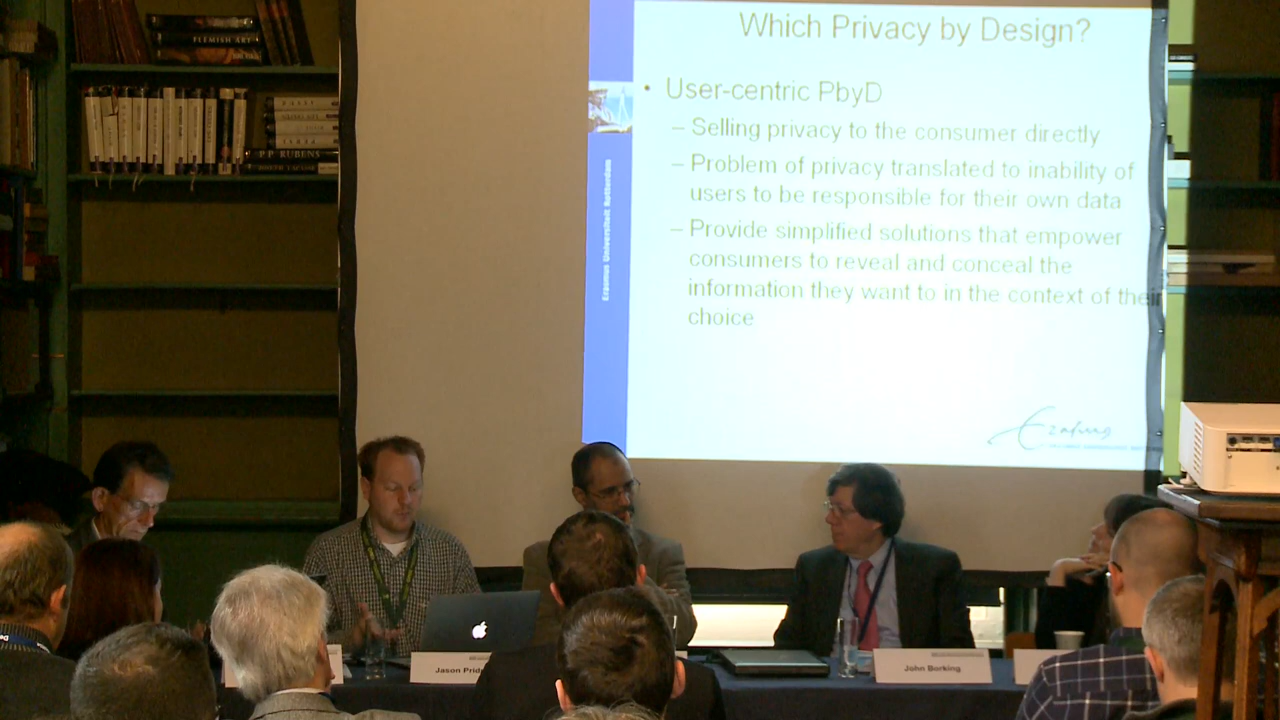 FLEMISH ART
P P RUBENS
Which Privacy by Design?
• User-centric PbyD
– Selling privacy to the consumer directly
– Problem of privacy translated to inability of
users to be responsible for their own data
– Provide simplified solutions that empower
consumers to reveal and conceal the
information they want to in the context of their
choice
Erasmus Universiteit Rotterdam
Erasmus
Jason Prid
John Borking